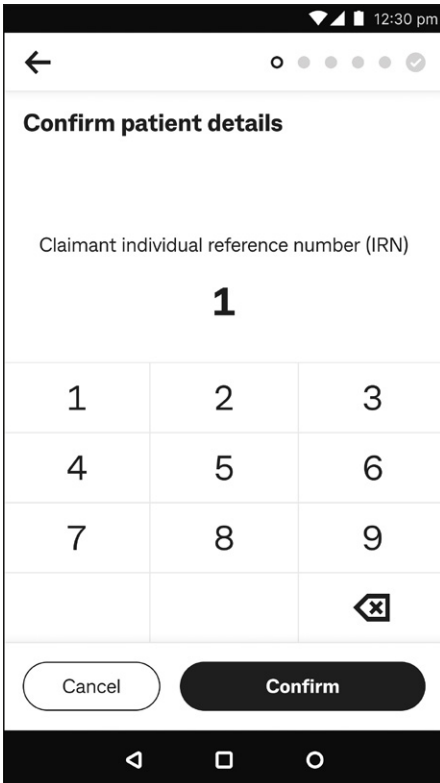 12:30 pm
Confirm patient details
Claimant individual reference number (IRN)
1
1 2 3
4 5 6
7 8 9
Cancel Confirm